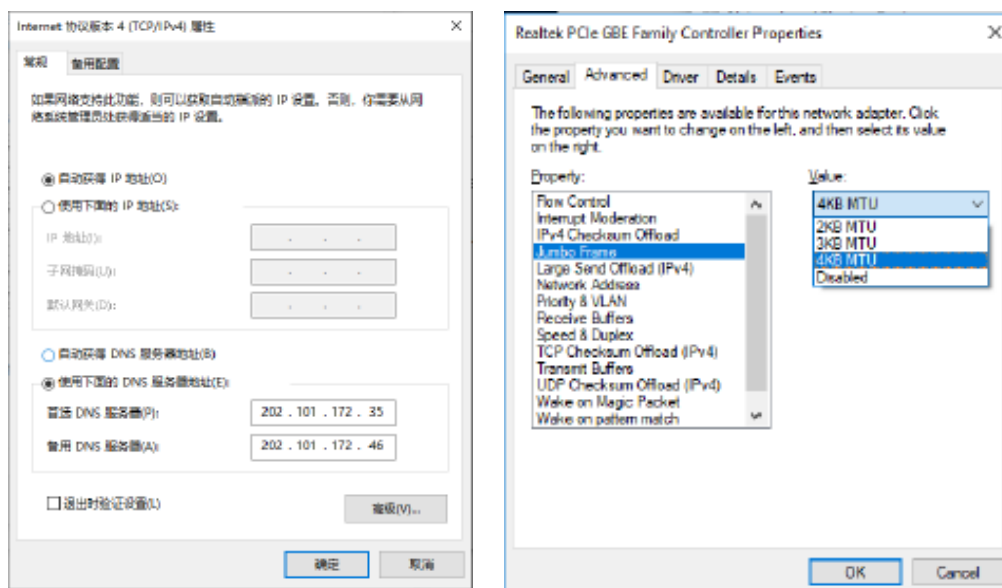 Internet 协议版本 4 (TCP/IPv4) 属性
常规
备用配置
如果网络支持此功能，则可以获取自动指派的 IP 设置。否则，你需要从网
络系统管理员处获得适当的 IP 设置。
自动获得 IP 地址(O)
使用下面的 IP 地址(S):
IP 地址(I):
子网掩码(U):
默认网关(D):
自动获得 DNS 服务器地址(B)
使用下面的 DNS 服务器地址(E):
首选 DNS 服务器(P):
202 . 101 . 172 . 35
备用 DNS 服务器(A):
202 . 101 . 172 . 46
退出时验证设置(L)
高级(V)...
确定
取消
Realtek PCIe GBE Family Controller Properties
General
Advanced
Driver
Details
Events
The following properties are available for this network adapter. Click
the property you want to change on the left, and then select its value
on the right.
Property:
Flow Control
Interrupt Moderation
IPv4 Checksum Offload
Jumbo Frame
Large Send Offload (IPv4)
Network Address
Priority & VLAN
Receive Buffers
Speed & Duplex
TCP Checksum Offload (IPv4)
Transmit Buffers
UDP Checksum Offload (IPv4)
Wake on Magic Packet
Wake on pattern match
Value:
4KB MTU
2KB MTU
3KB MTU
4KB MTU
Disabled
OK
Cancel